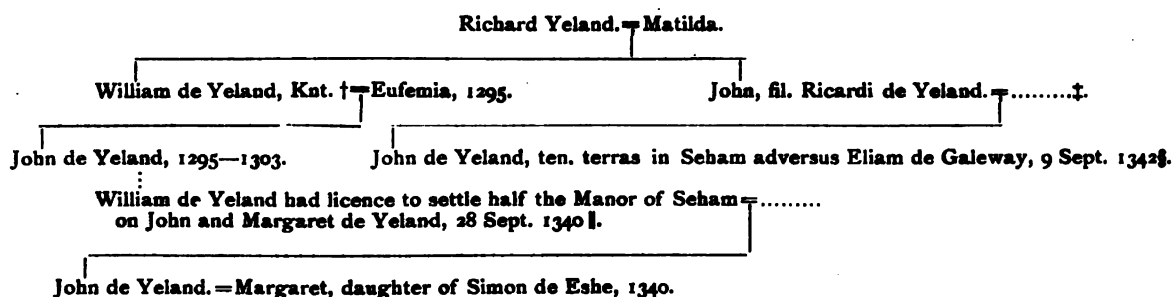 Richard Yeland.=Matilda.
William de Yeland, Knt. †=Eufemia, 1295. John, fil. Ricardi de Yeland.=.........‡.
John de Yeland, 1295—1303. John de Yeland, ten. terras in Seham adversus Eliam de Galeway, 9 Sept. 1342§.
William de Yeland had licence to settle half the Manor of Seham=.........
on John and Margaret de Yeland, 28 Sept. 1340 ‖.
John de Yeland.=Margaret, daughter of Simon de Eshe, 1340.